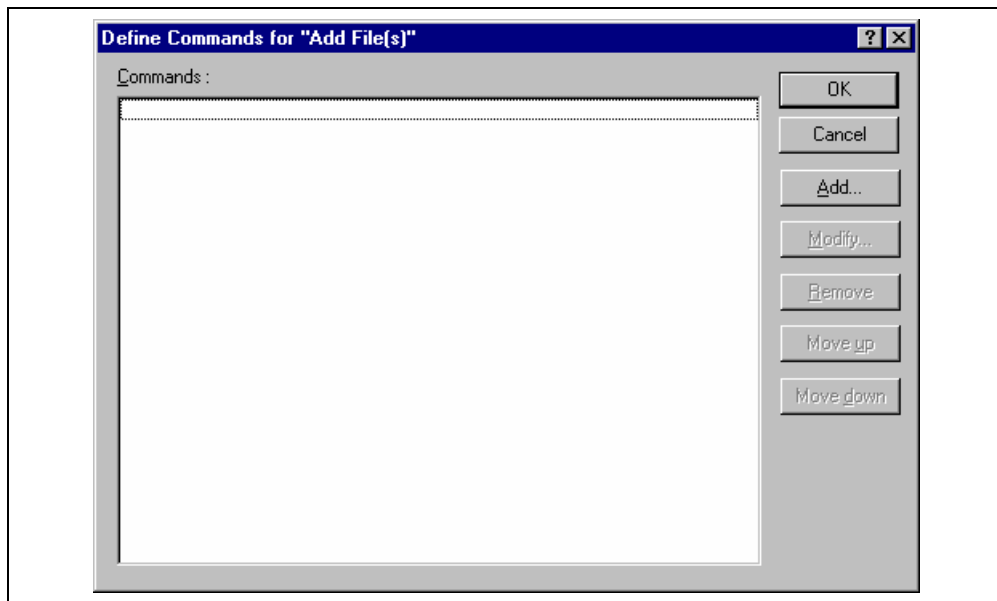 Define Commands for "Add File(s)"
Commands :
OK
Cancel
Add...
Modify...
Remove
Move up
Move down